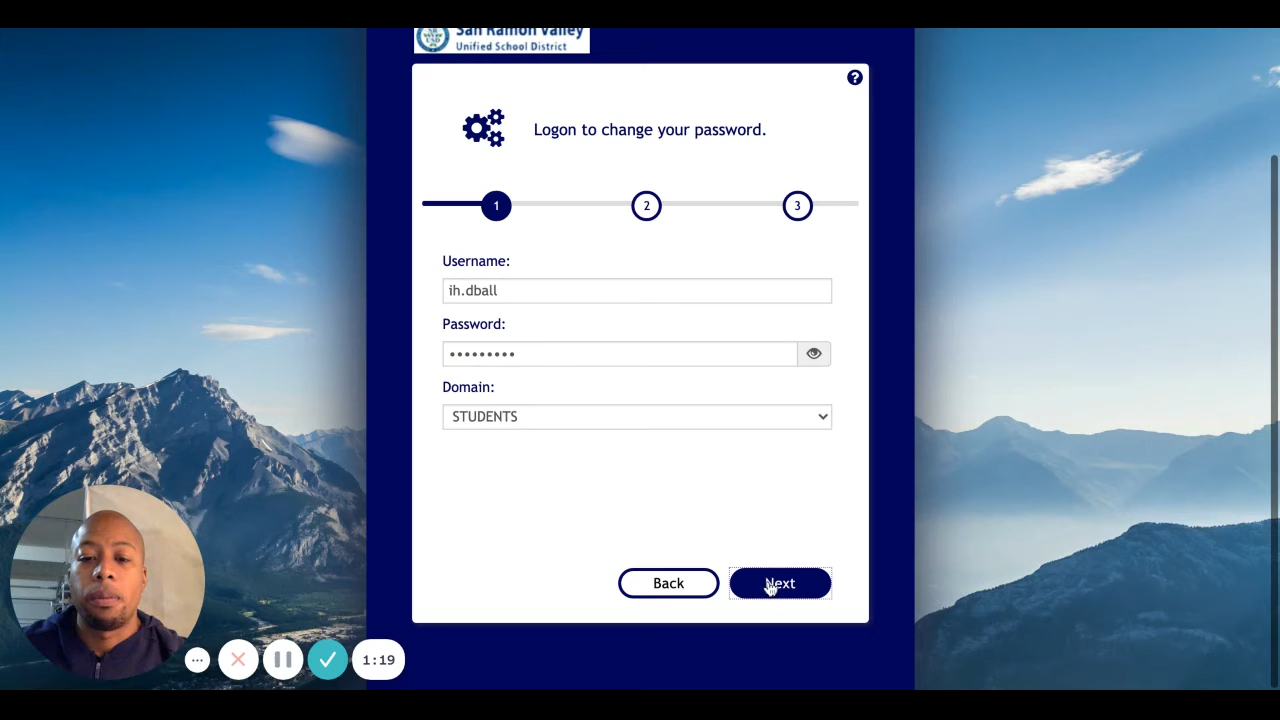 San Ramon Valley
Unified School District
?
Logon to change your password.
1
2
3
Username:
ih.dball
Password:
•••••••••
Domain:
STUDENTS
Back
Next
1:19